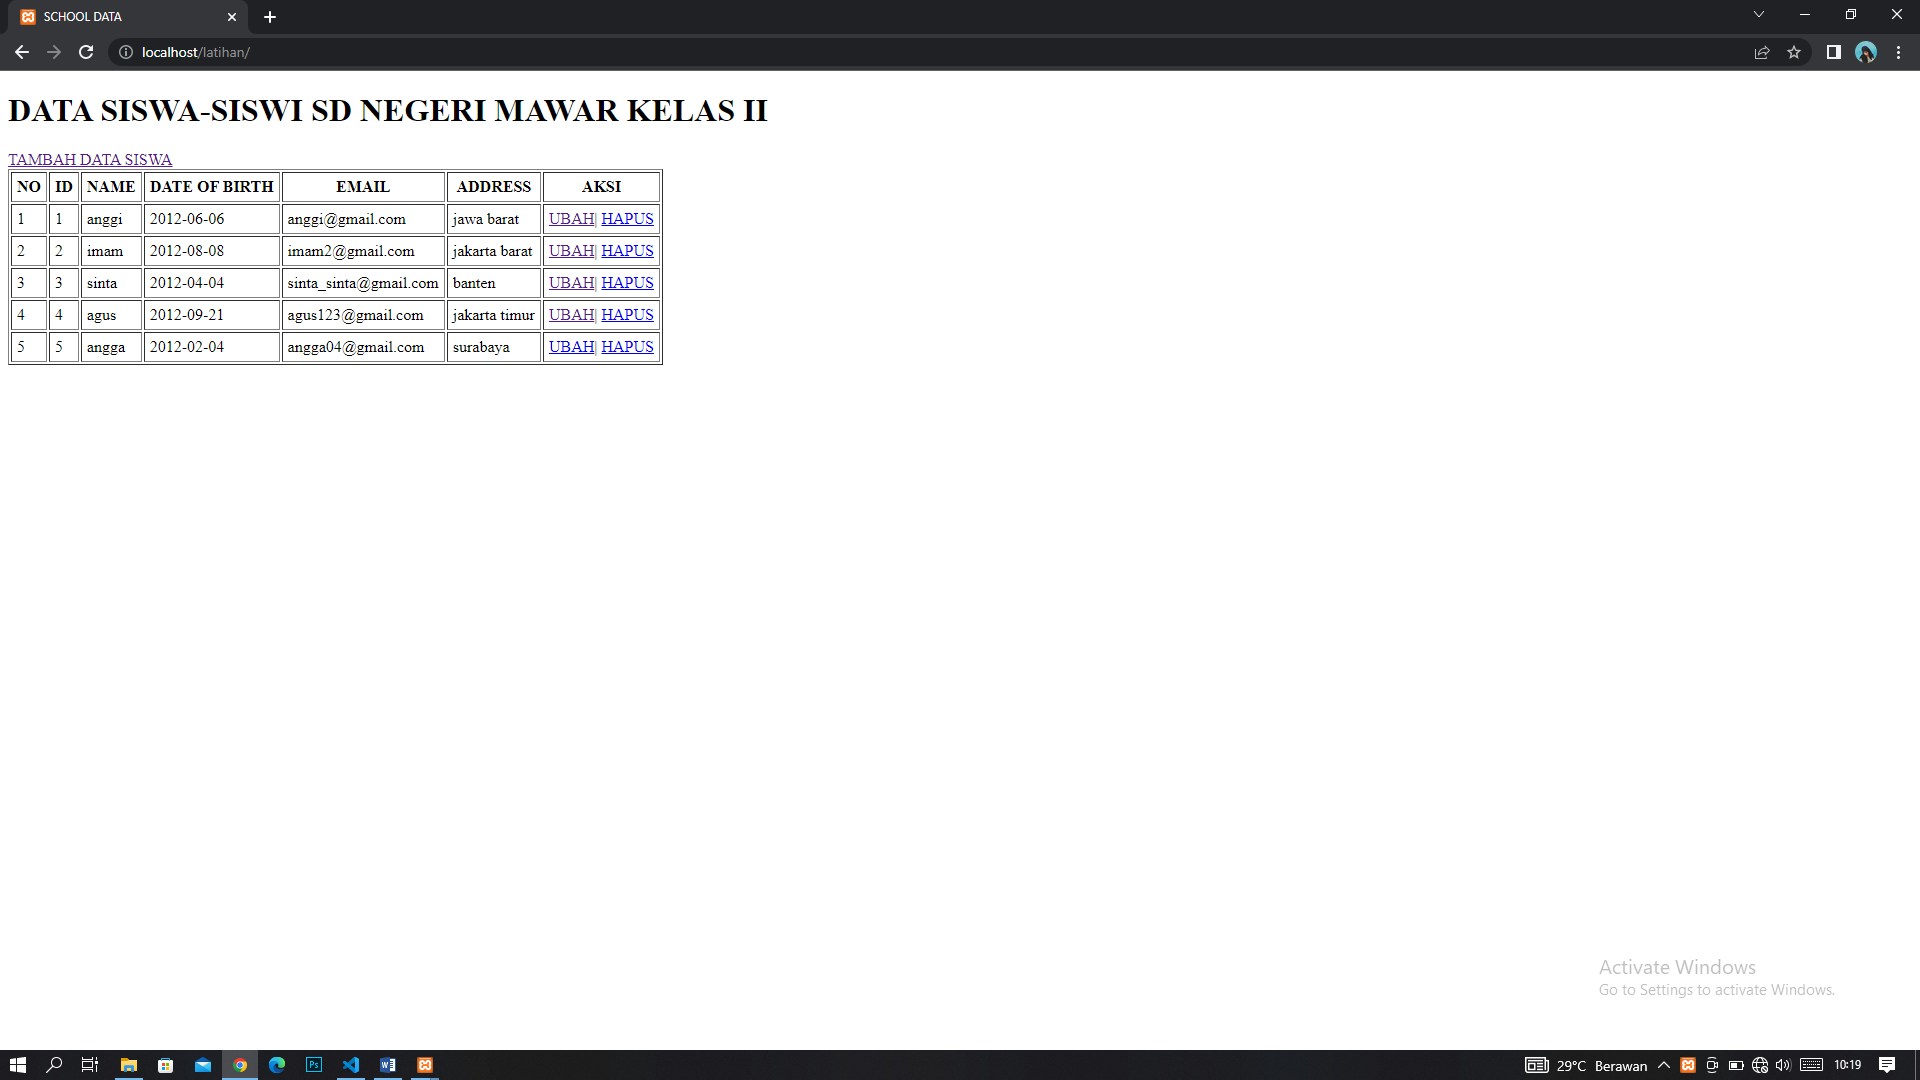 SCHOOL DATA
localhost/latihan/
DATA SISWA-SISWI SD NEGERI MAWAR KELAS II
TAMBAH DATA SISWA
NO ID NAME DATE OF BIRTH EMAIL ADDRESS AKSI
1 1 anggi 2012-06-06 anggi@gmail.com jawa barat UBAH| HAPUS
2 2 imam 2012-08-08 imam2@gmail.com jakarta barat UBAH| HAPUS
3 3 sinta 2012-04-04 sinta_sinta@gmail.com banten UBAH| HAPUS
4 4 agus 2012-09-21 agus123@gmail.com jakarta timur UBAH| HAPUS
5 5 angga 2012-02-04 angga04@gmail.com surabaya UBAH| HAPUS
Activate Windows
Go to Settings to activate Windows.
Ps
29°C Berawan 10:19